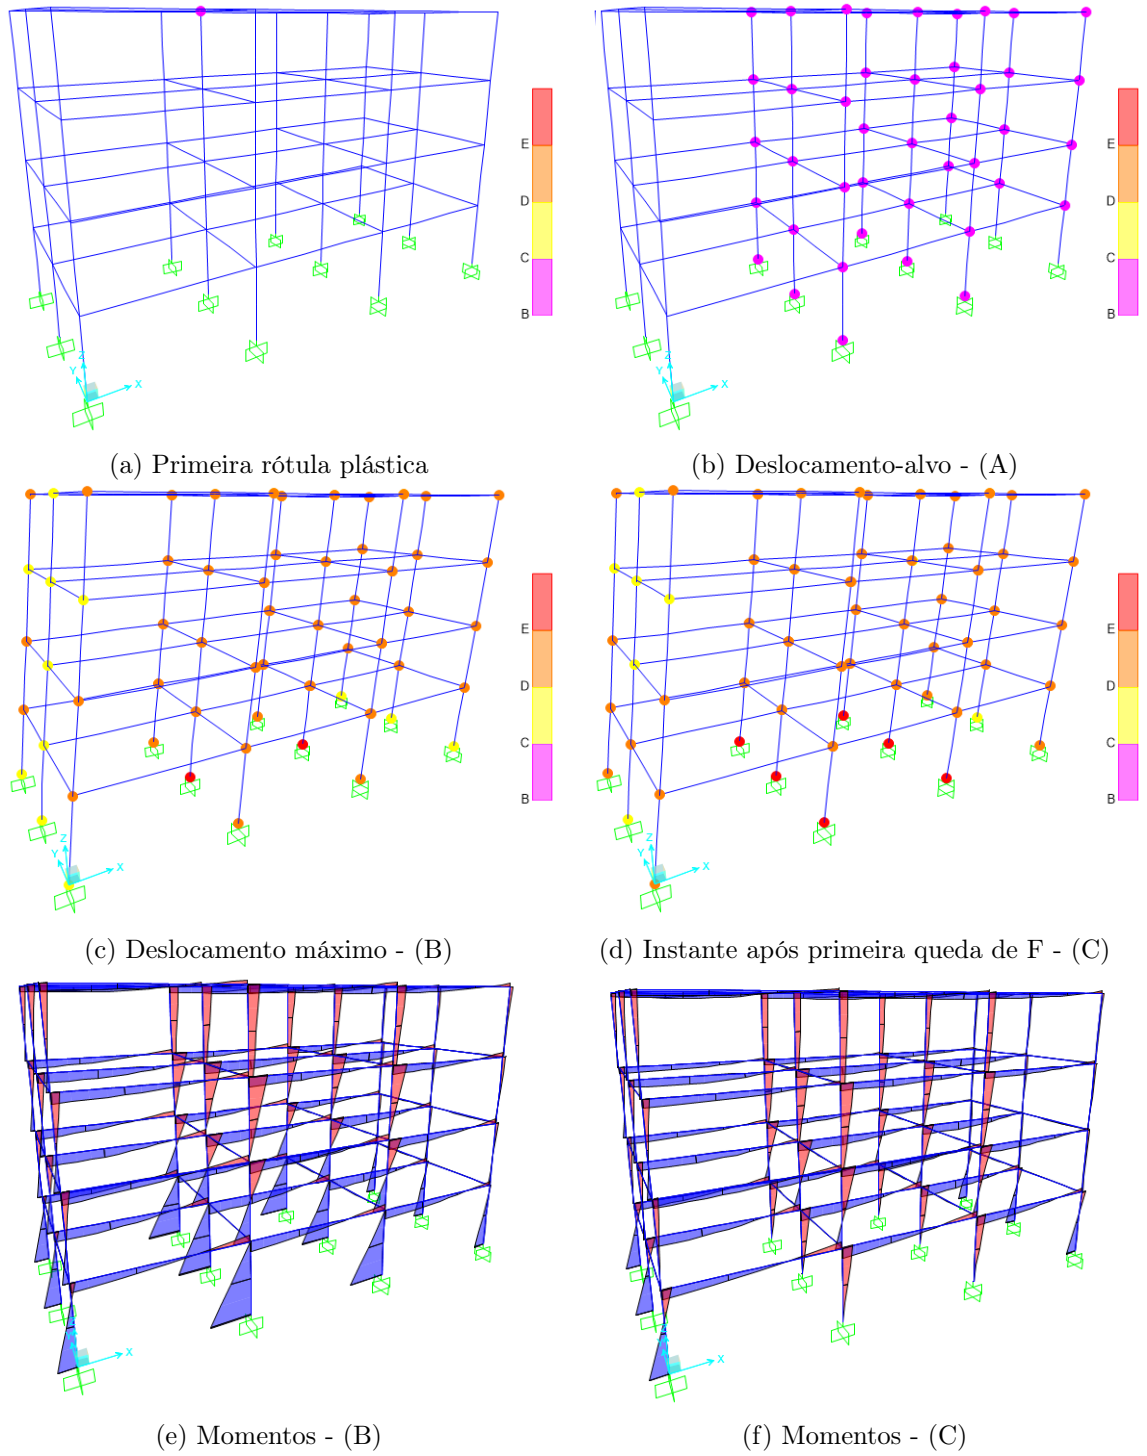 E
D
C
B
Z
Y
X
(a) Primeira rótula plástica
E
D
C
B
Z
Y
X
(b) Deslocamento-alvo - (A)
E
D
C
B
Z
Y
X
(c) Deslocamento máximo - (B)
E
D
C
B
Z
Y
X
(d) Instante após primeira queda de F - (C)
X
(e) Momentos - (B)
X
(f) Momentos - (C)